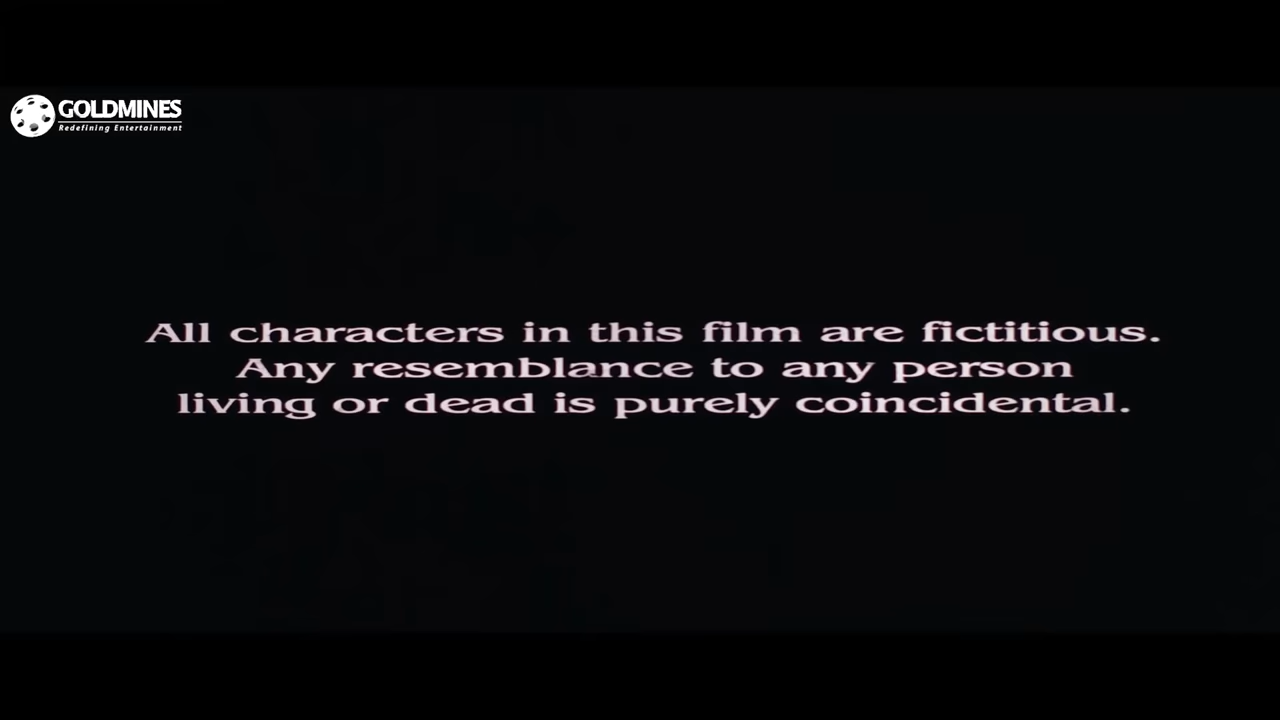 GOLDMINES
Redefining Entertainment
All characters in this film are fictitious.
Any resemblance to any person
living or dead is purely coincidental.